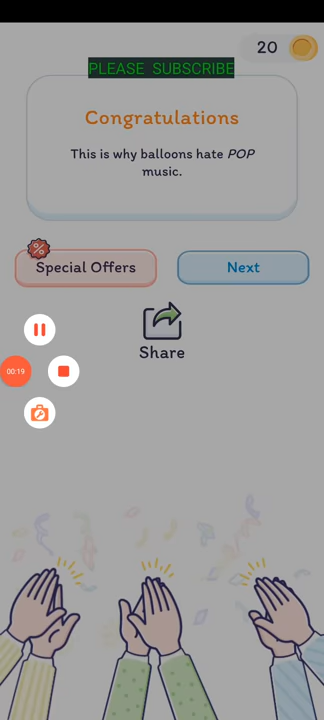 20
PLEASE SUBSCRIBE
Congratulations
This is why balloons hate POP
music.
%
Special Offers
Next
Share
00:19